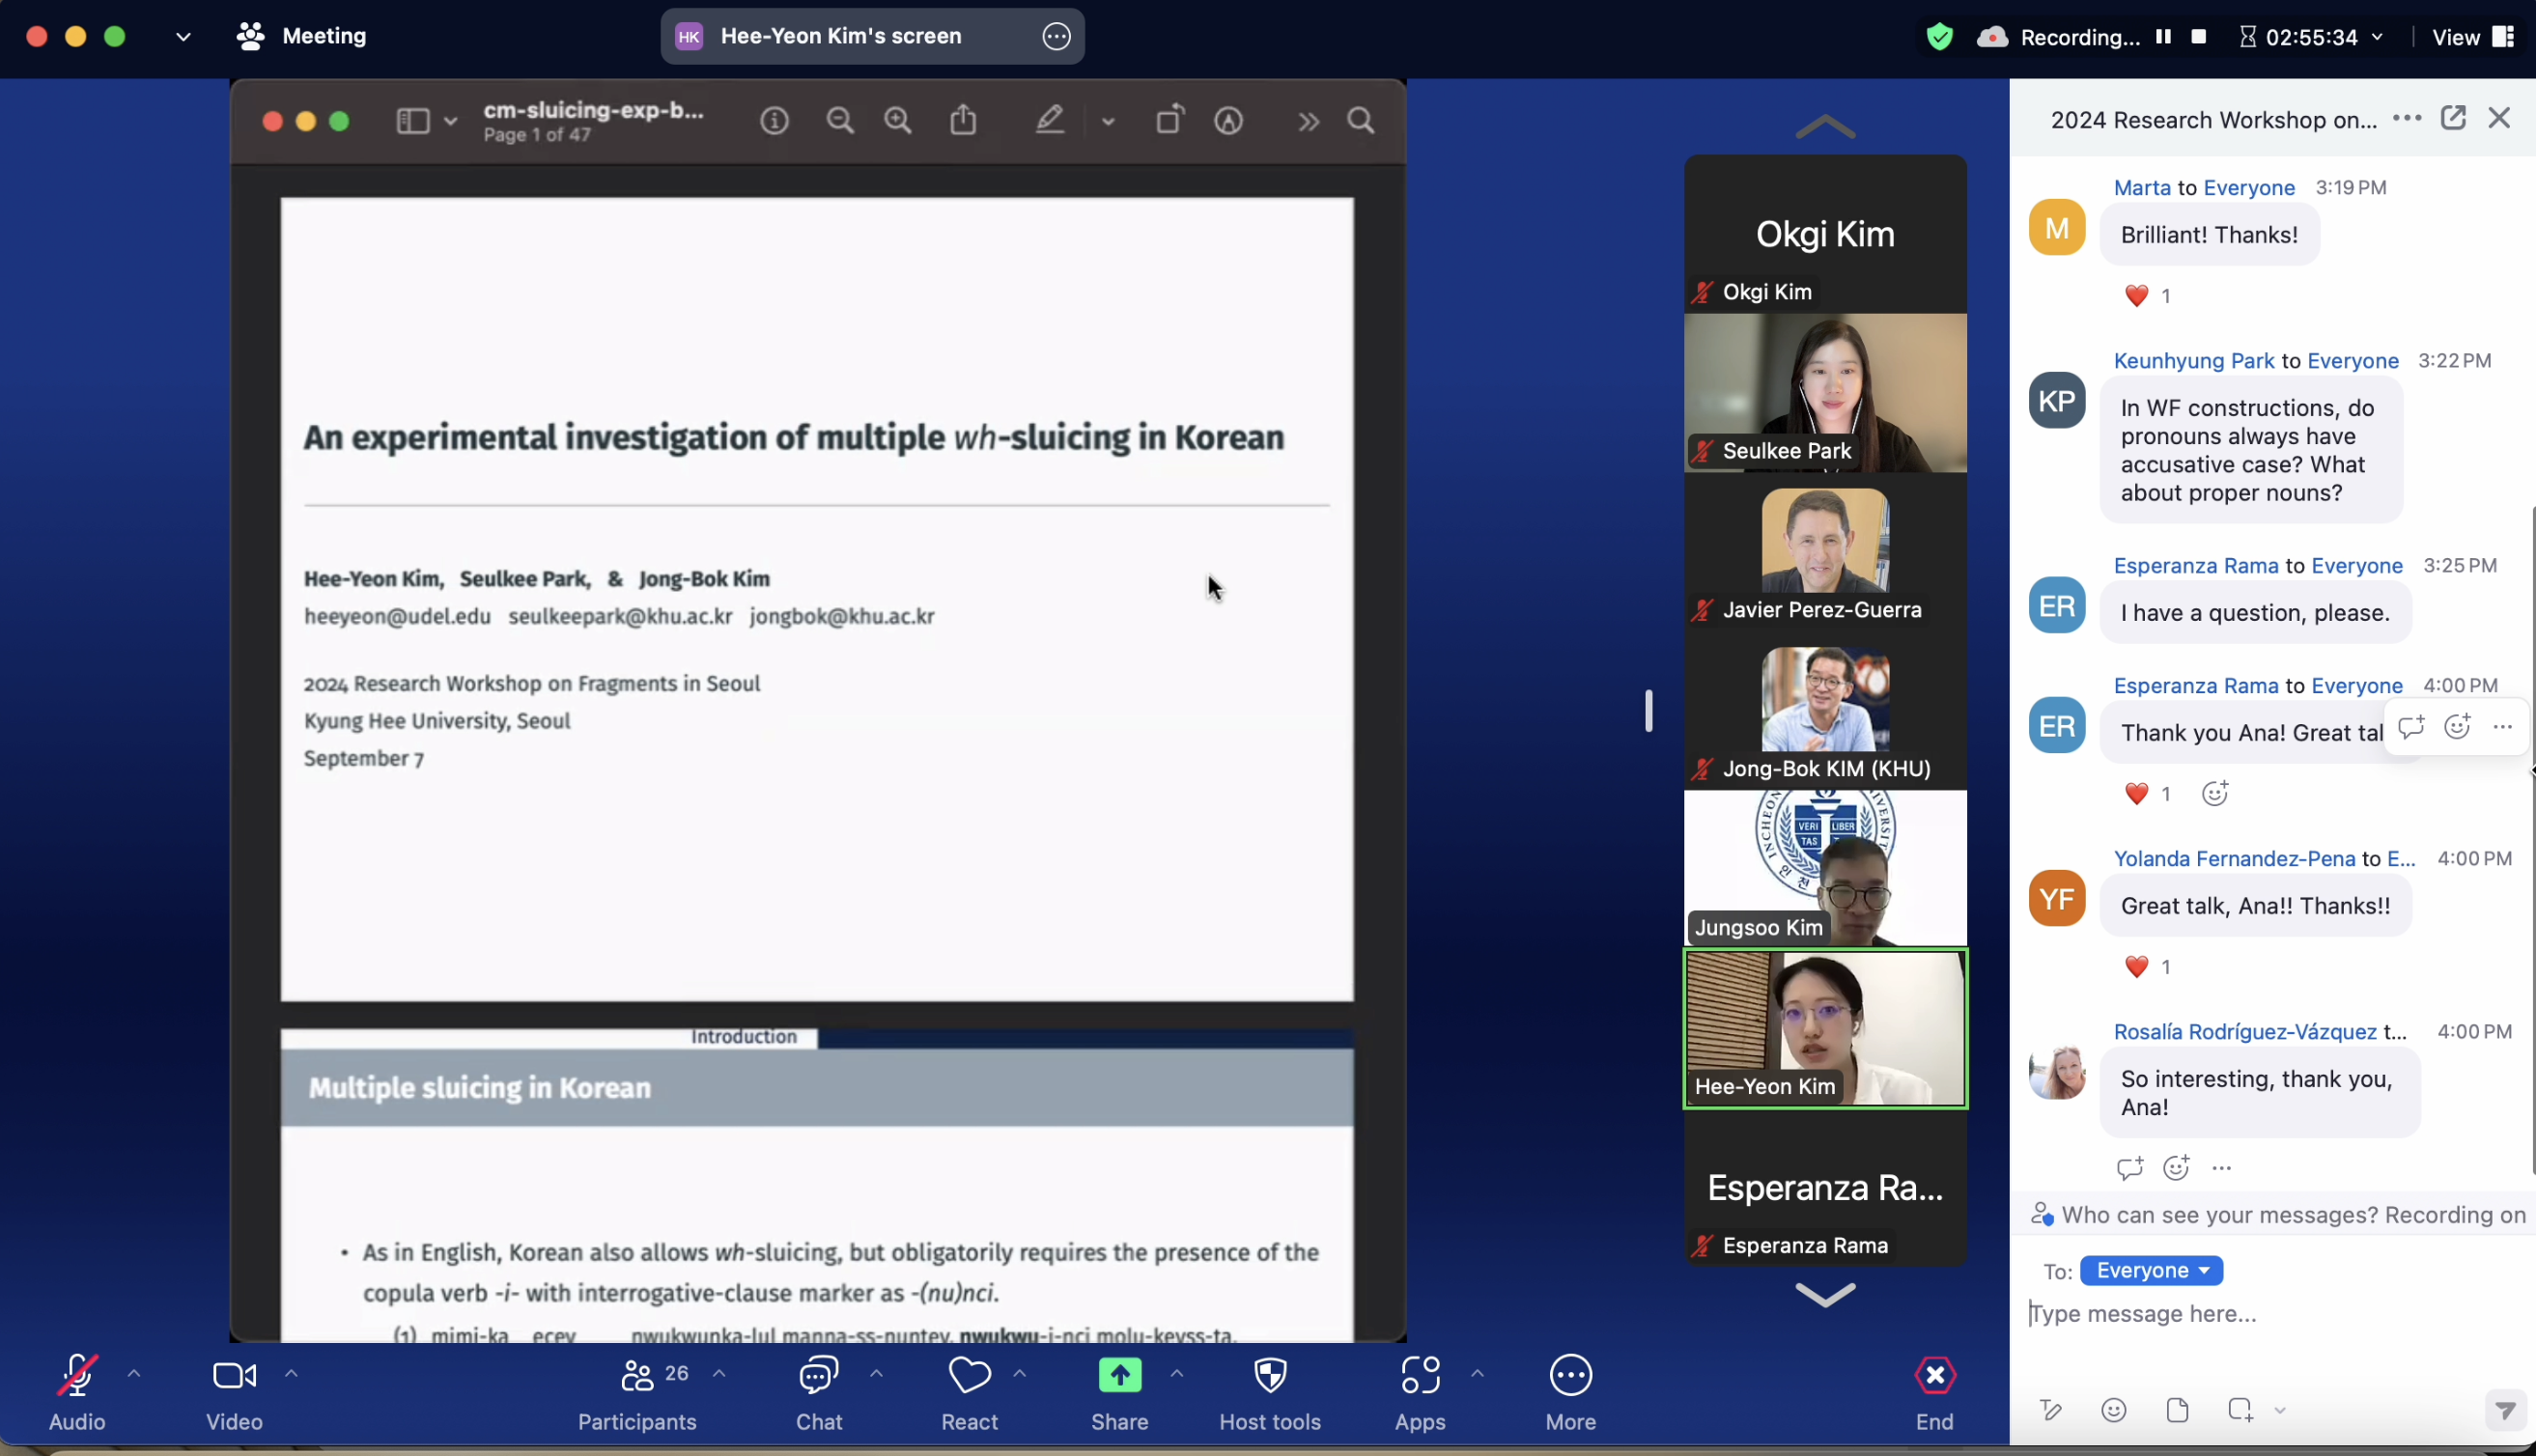 Meeting
HK Hee-Yeon Kim's screen
Recording...
02:55:34
View
cm-sluicing-exp-b...
Page 1 of 47
An experimental investigation of multiple wh-sluicing in Korean
Hee-Yeon Kim, Seulkee Park, & Jong-Bok Kim
heeyeon@udel.edu seulkeepark@khu.ac.kr jongbok@khu.ac.kr
2024 Research Workshop on Fragments in Seoul
Kyung Hee University, Seoul
September 7
Introduction
Multiple sluicing in Korean
• As in English, Korean also allows wh-sluicing, but obligatorily requires the presence of the
copula verb -i- with interrogative-clause marker as -(nu)nci.
(1) mimi-ka ecey nwukwunka-lul manna-ss-nuntey, nwukwu-i-nci molu-keyss-ta.
Okgi Kim
Okgi Kim
Seulkee Park
Javier Perez-Guerra
Jong-Bok KIM (KHU)
VERI LIBER
TAS
INCHEON
인천
Jungsoo Kim
Hee-Yeon Kim
Esperanza Ra...
Esperanza Rama
2024 Research Workshop on...
Marta to Everyone 3:19 PM
M
Brilliant! Thanks!
1
Keunhyung Park to Everyone 3:22 PM
KP
In WF constructions, do
pronouns always have
accusative case? What
about proper nouns?
Esperanza Rama to Everyone 3:25 PM
ER
I have a question, please.
Esperanza Rama to Everyone 4:00 PM
ER
Thank you Ana! Great tal
1
Yolanda Fernandez-Pena to E... 4:00 PM
YF
Great talk, Ana!! Thanks!!
1
Rosalía Rodríguez-Vázquez t... 4:00 PM
So interesting, thank you,
Ana!
Who can see your messages? Recording on
To: Everyone
Type message here...
Audio
Video
26
Participants
Chat
React
Share
Host tools
Apps
More
End